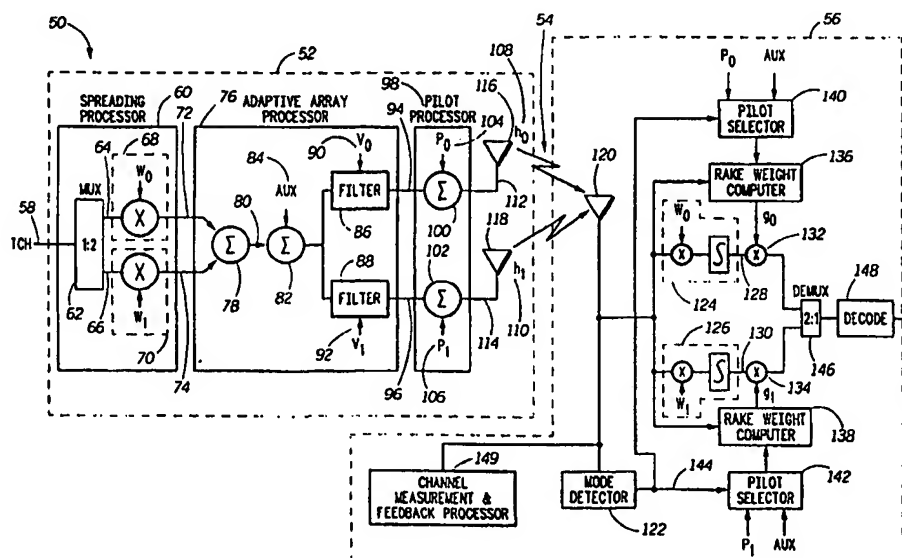 50
52
54
56
SPREADING
PROCESSOR
60
72
76
ADAPTIVE ARRAY
PROCESSOR
98
94
PILOT
PROCESSOR
108
116
h0
P0
AUX
PILOT
SELECTOR
140
64
68
W0
84
AUX
90
V0
104
P0
120
RAKE WEIGHT
COMPUTER
136
58
TCH
MUX
1:2
X
80
FILTER
86
Σ
100
112
W0
g0
X
∫
X
132
128
124
118
62
66
X
W1
70
74
Σ
78
Σ
82
88
FILTER
92
V1
102
Σ
P1
106
96
114
h1
110
DEMUX
2:1
148
DECODE
126
130
X
∫
X
W1
g1
134
146
RAKE WEIGHT
COMPUTER
138
149
CHANNEL
MEASUREMENT &
FEEDBACK PROCESSOR
MODE
DETECTOR
122
144
PILOT
SELECTOR
142
P1
AUX